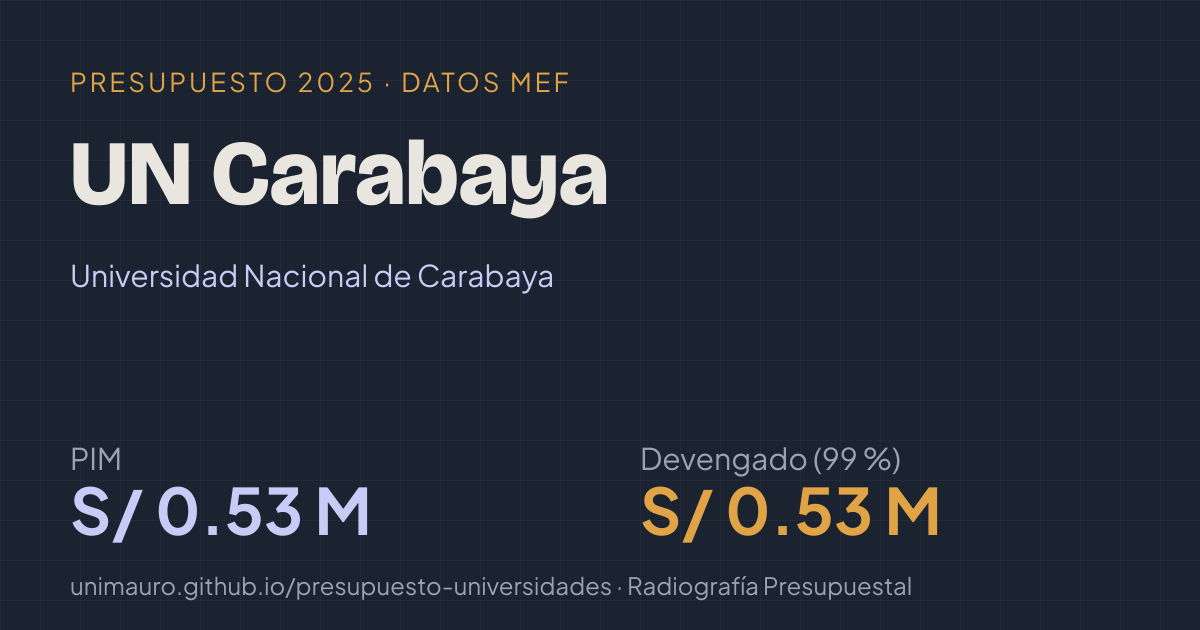 PRESUPUESTO 2025 · DATOS MEF
UN Carabaya
Universidad Nacional de Carabaya
PIM
S/ 0.53 M
Devengado (99 %)
S/ 0.53 M
unimauro.github.io/presupuesto-universidades · Radiografía Presupuestal